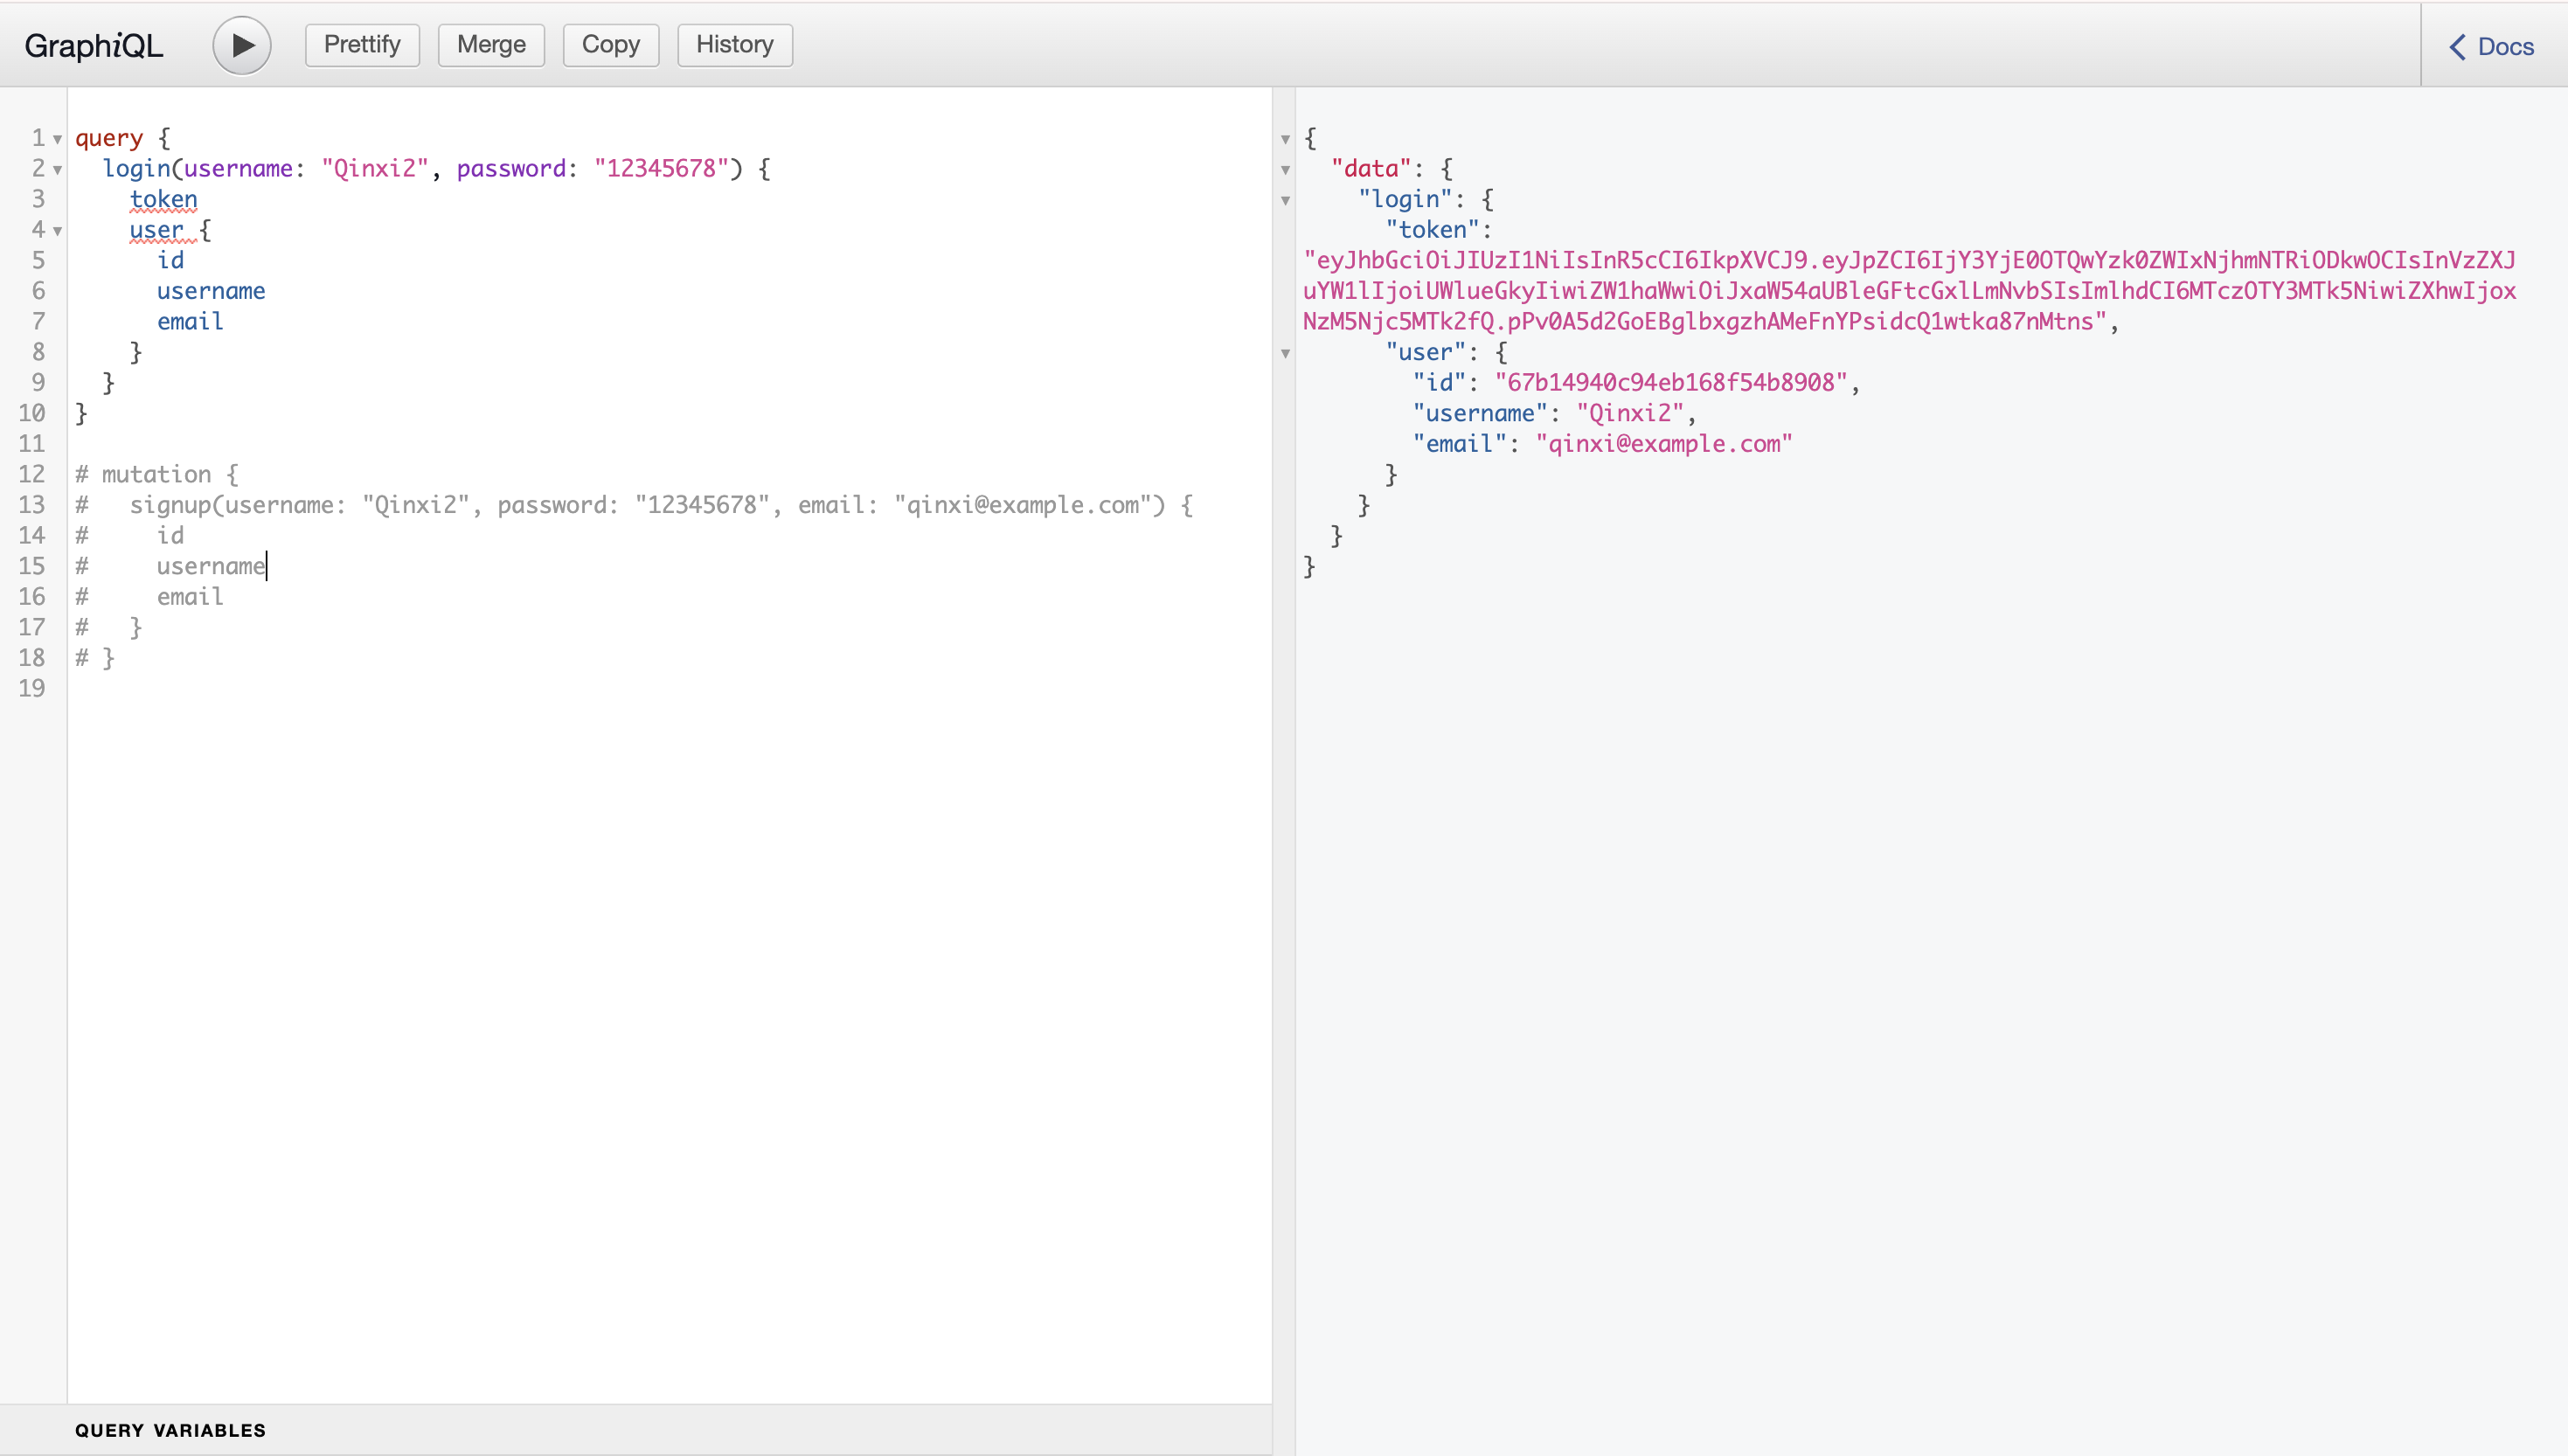 GraphiQL
Prettify
Merge
Copy
History
Docs
1 query {
2   login(username: "Qinxi2", password: "12345678") {
3     token
4     user {
5       id
6       username
7       email
8     }
9   }
10 }
11
12 # mutation {
13 #   signup(username: "Qinxi2", password: "12345678", email: "qinxi@example.com") {
14 #     id
15 #     username
16 #     email
17 #   }
18 # }
19
QUERY VARIABLES
{
  "data": {
    "login": {
      "token":
"eyJhbGciOiJIUzI1NiIsInR5cCI6IkpXVCJ9.eyJpZCI6IjY3YjE0OTQwYzk0ZWIxNjhmNTRiODkwOCIsInVzZXJ
uYW1lIjoiUWlueGkyIiwiZW1haWwiOiJxaW54aUBleGFtcGxlLmNvbSIsImlhdCI6MTczOTY3MTk5NiwiZXhwIjox
NzM5Njc5MTk2fQ.pPv0A5d2GoEBglbxgzhAMeFnYPsidcQ1wtka87nMtns",
      "user": {
        "id": "67b14940c94eb168f54b8908",
        "username": "Qinxi2",
        "email": "qinxi@example.com"
      }
    }
  }
}